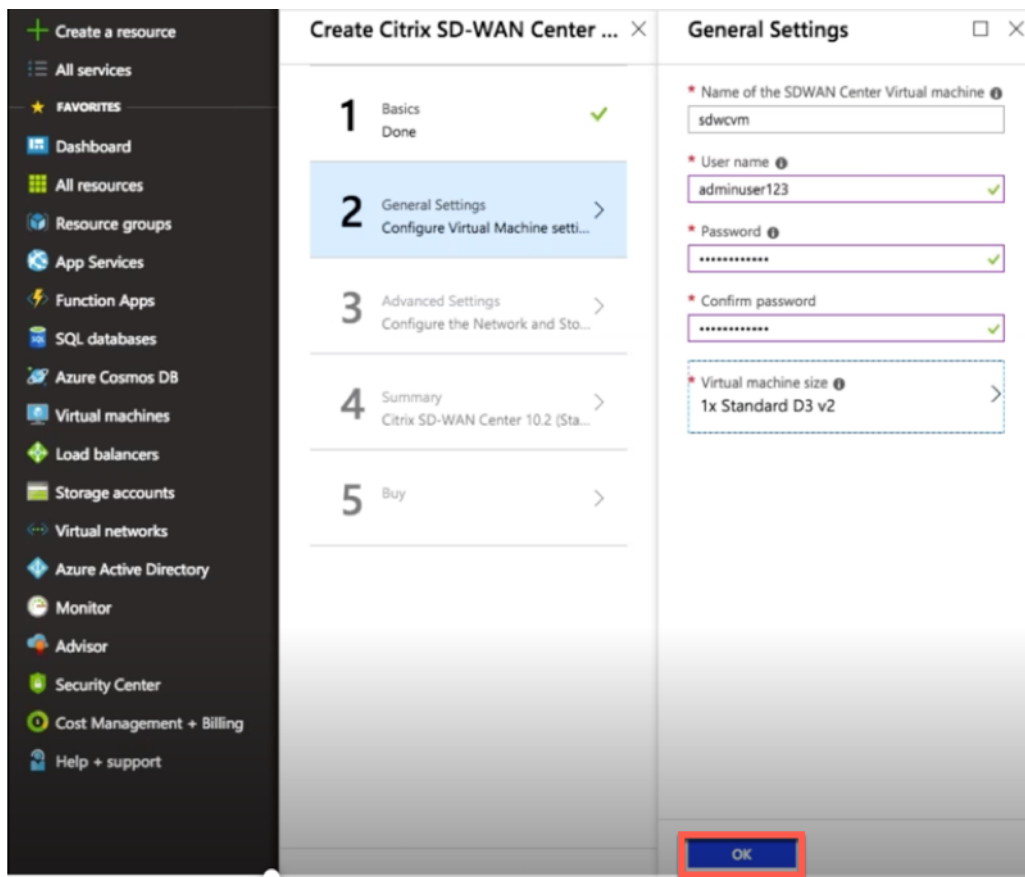 Create a resource
All services
FAVORITES
Dashboard
All resources
Resource groups
App Services
Function Apps
SQL databases
Azure Cosmos DB
Virtual machines
Load balancers
Storage accounts
Virtual networks
Azure Active Directory
Monitor
Advisor
Security Center
Cost Management + Billing
Help + support
Create Citrix SD-WAN Center ...
1
Basics
Done
2
General Settings
Configure Virtual Machine setti...
3
Advanced Settings
Configure the Network and Sto...
4
Summary
Citrix SD-WAN Center 10.2 (Sta...
5
Buy
General Settings
* Name of the SDWAN Center Virtual machine
sdwcvm
* User name
adminuser123
* Password
••••••••••••
* Confirm password
••••••••••••
* Virtual machine size
1x Standard D3 v2
OK